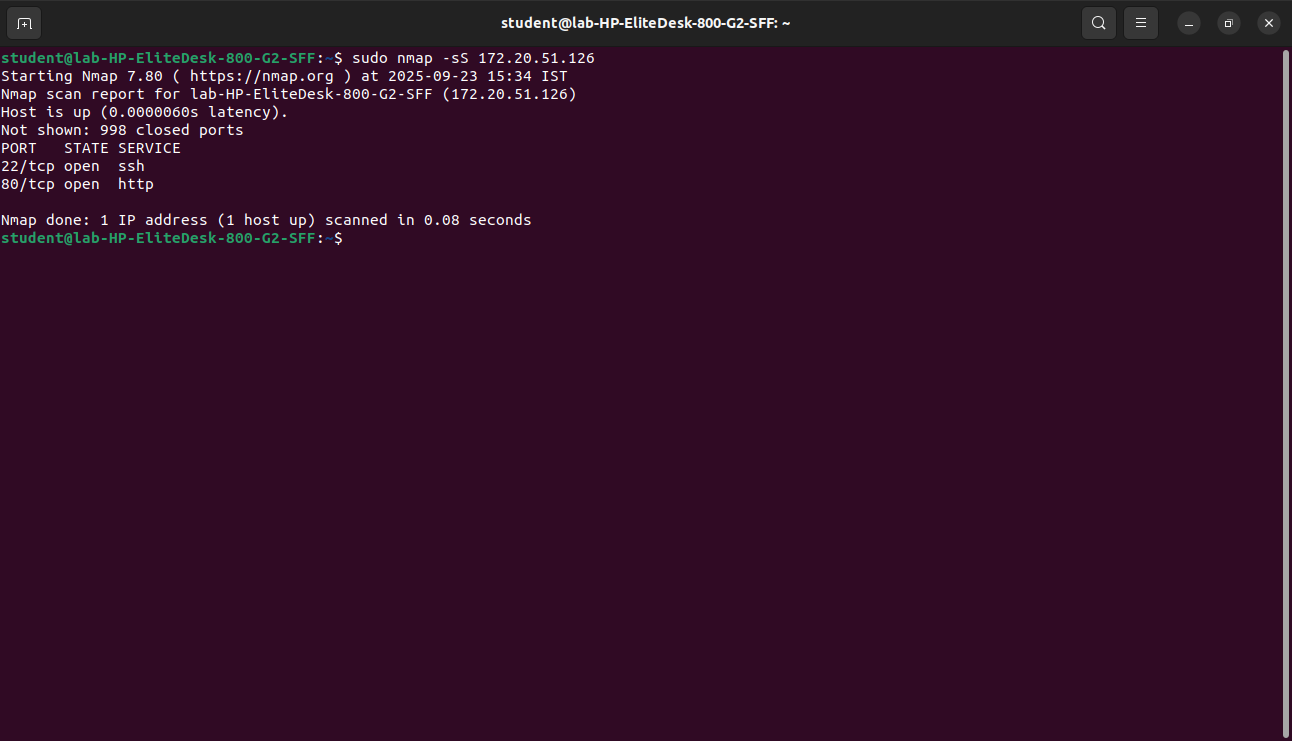 student@lab-HP-EliteDesk-800-G2-SFF: ~
student@lab-HP-EliteDesk-800-G2-SFF:~$ sudo nmap -sS 172.20.51.126
Starting Nmap 7.80 ( https://nmap.org ) at 2025-09-23 15:34 IST
Nmap scan report for lab-HP-EliteDesk-800-G2-SFF (172.20.51.126)
Host is up (0.0000060s latency).
Not shown: 998 closed ports
PORT   STATE SERVICE
22/tcp open  ssh
80/tcp open  http

Nmap done: 1 IP address (1 host up) scanned in 0.08 seconds
student@lab-HP-EliteDesk-800-G2-SFF:~$